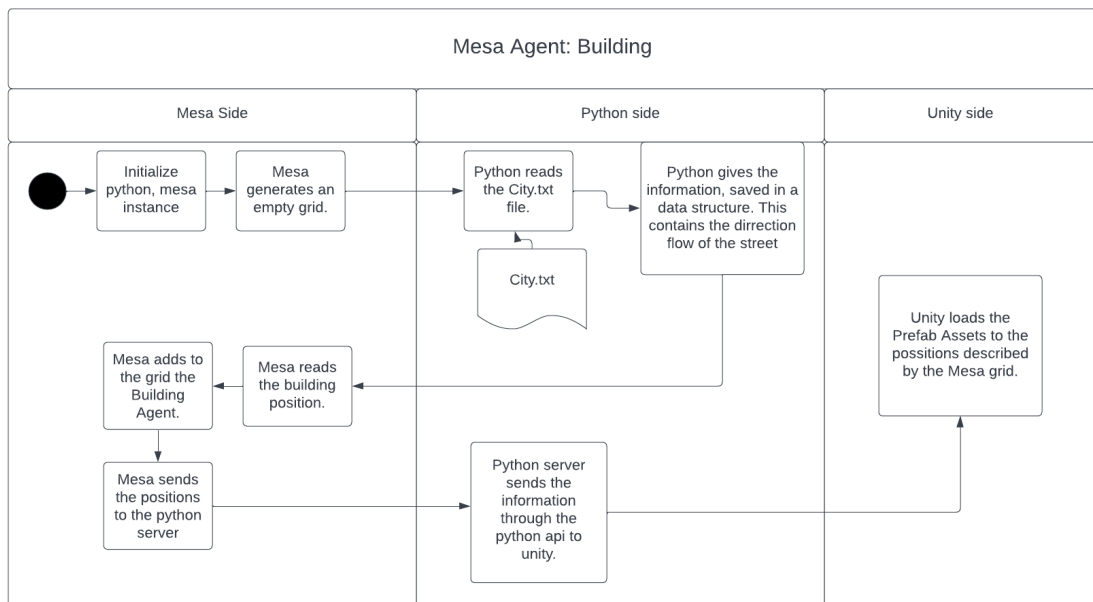 Mesa Agent: Building
Mesa Side
Python side
Unity side
Initialize
python, mesa
instance
Mesa
generates an
empty grid.
Python reads
the City.txt
file.
Python gives the
information, saved in a
data structure. This
contains the dirrection
flow of the street
City.txt
Unity loads the
Prefab Assets to the
possitions described
by the Mesa grid.
Mesa adds to
the grid the
Building
Agent.
Mesa reads
the building
position.
Mesa sends
the positions
to the python
server
Python server
sends the
information
through the
python api to
unity.